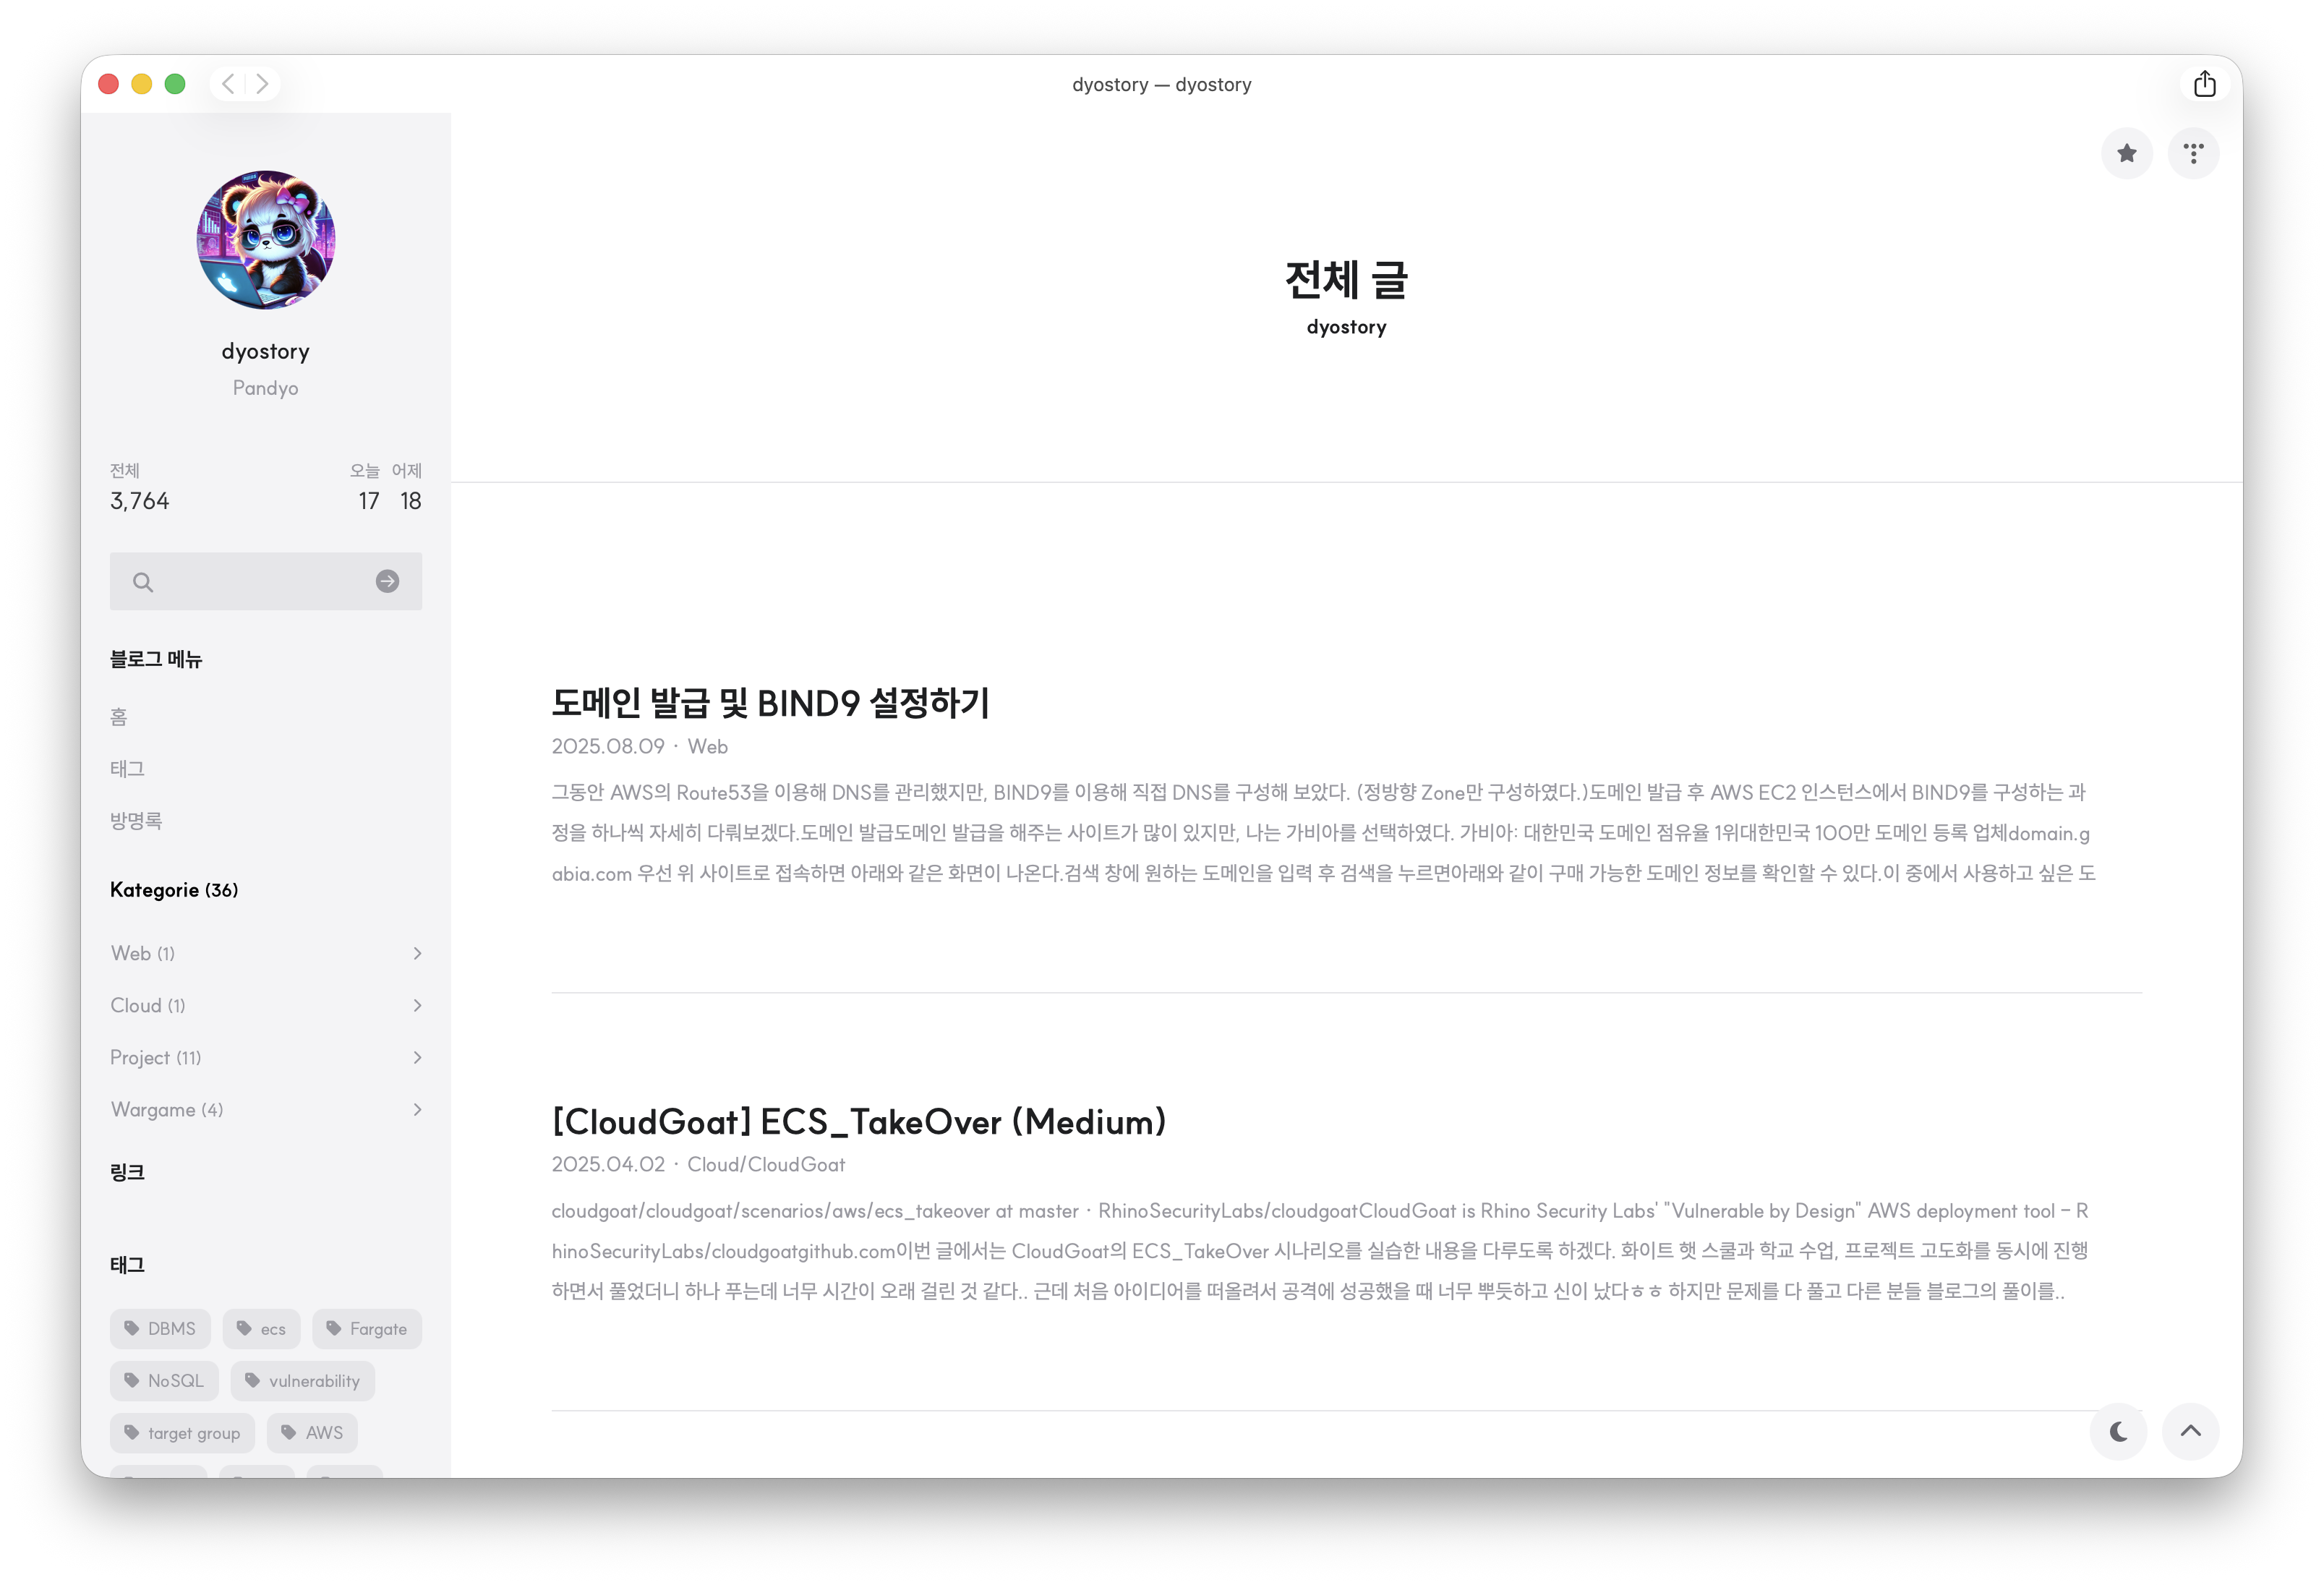 dyostory — dyostory
dyostory
Pandyo
전체
3,764
오늘 어제
17 18
블로그 메뉴
홈
태그
방명록
Kategorie (36)
Web (1)
Cloud (1)
Project (11)
Wargame (4)
링크
태그
DBMS ecs Fargate
NoSQL vulnerability
target group AWS
전체 글
dyostory
도메인 발급 및 BIND9 설정하기
2025.08.09 · Web
그동안 AWS의 Route53을 이용해 DNS를 관리했지만, BIND9를 이용해 직접 DNS를 구성해 보았다. (정방향 Zone만 구성하였다.)도메인 발급 후 AWS EC2 인스턴스에서 BIND9를 구성하는 과
정을 하나씩 자세히 다뤄보겠다.도메인 발급도메인 발급을 해주는 사이트가 많이 있지만, 나는 가비아를 선택하였다. 가비아: 대한민국 도메인 점유율 1위대한민국 100만 도메인 등록 업체domain.g
abia.com 우선 위 사이트로 접속하면 아래와 같은 화면이 나온다.검색 창에 원하는 도메인을 입력 후 검색을 누르면아래와 같이 구매 가능한 도메인 정보를 확인할 수 있다.이 중에서 사용하고 싶은 도
[CloudGoat] ECS_TakeOver (Medium)
2025.04.02 · Cloud/CloudGoat
cloudgoat/cloudgoat/scenarios/aws/ecs_takeover at master · RhinoSecurityLabs/cloudgoatCloudGoat is Rhino Security Labs' "Vulnerable by Design" AWS deployment tool - R
hinoSecurityLabs/cloudgoatgithub.com이번 글에서는 CloudGoat의 ECS_TakeOver 시나리오를 실습한 내용을 다루도록 하겠다. 화이트 햇 스쿨과 학교 수업, 프로젝트 고도화를 동시에 진행
하면서 풀었더니 하나 푸는데 너무 시간이 오래 걸린 것 같다.. 근데 처음 아이디어를 떠올려서 공격에 성공했을 때 너무 뿌듯하고 신이 났다ㅎㅎ 하지만 문제를 다 풀고 다른 분들 블로그의 풀이를..